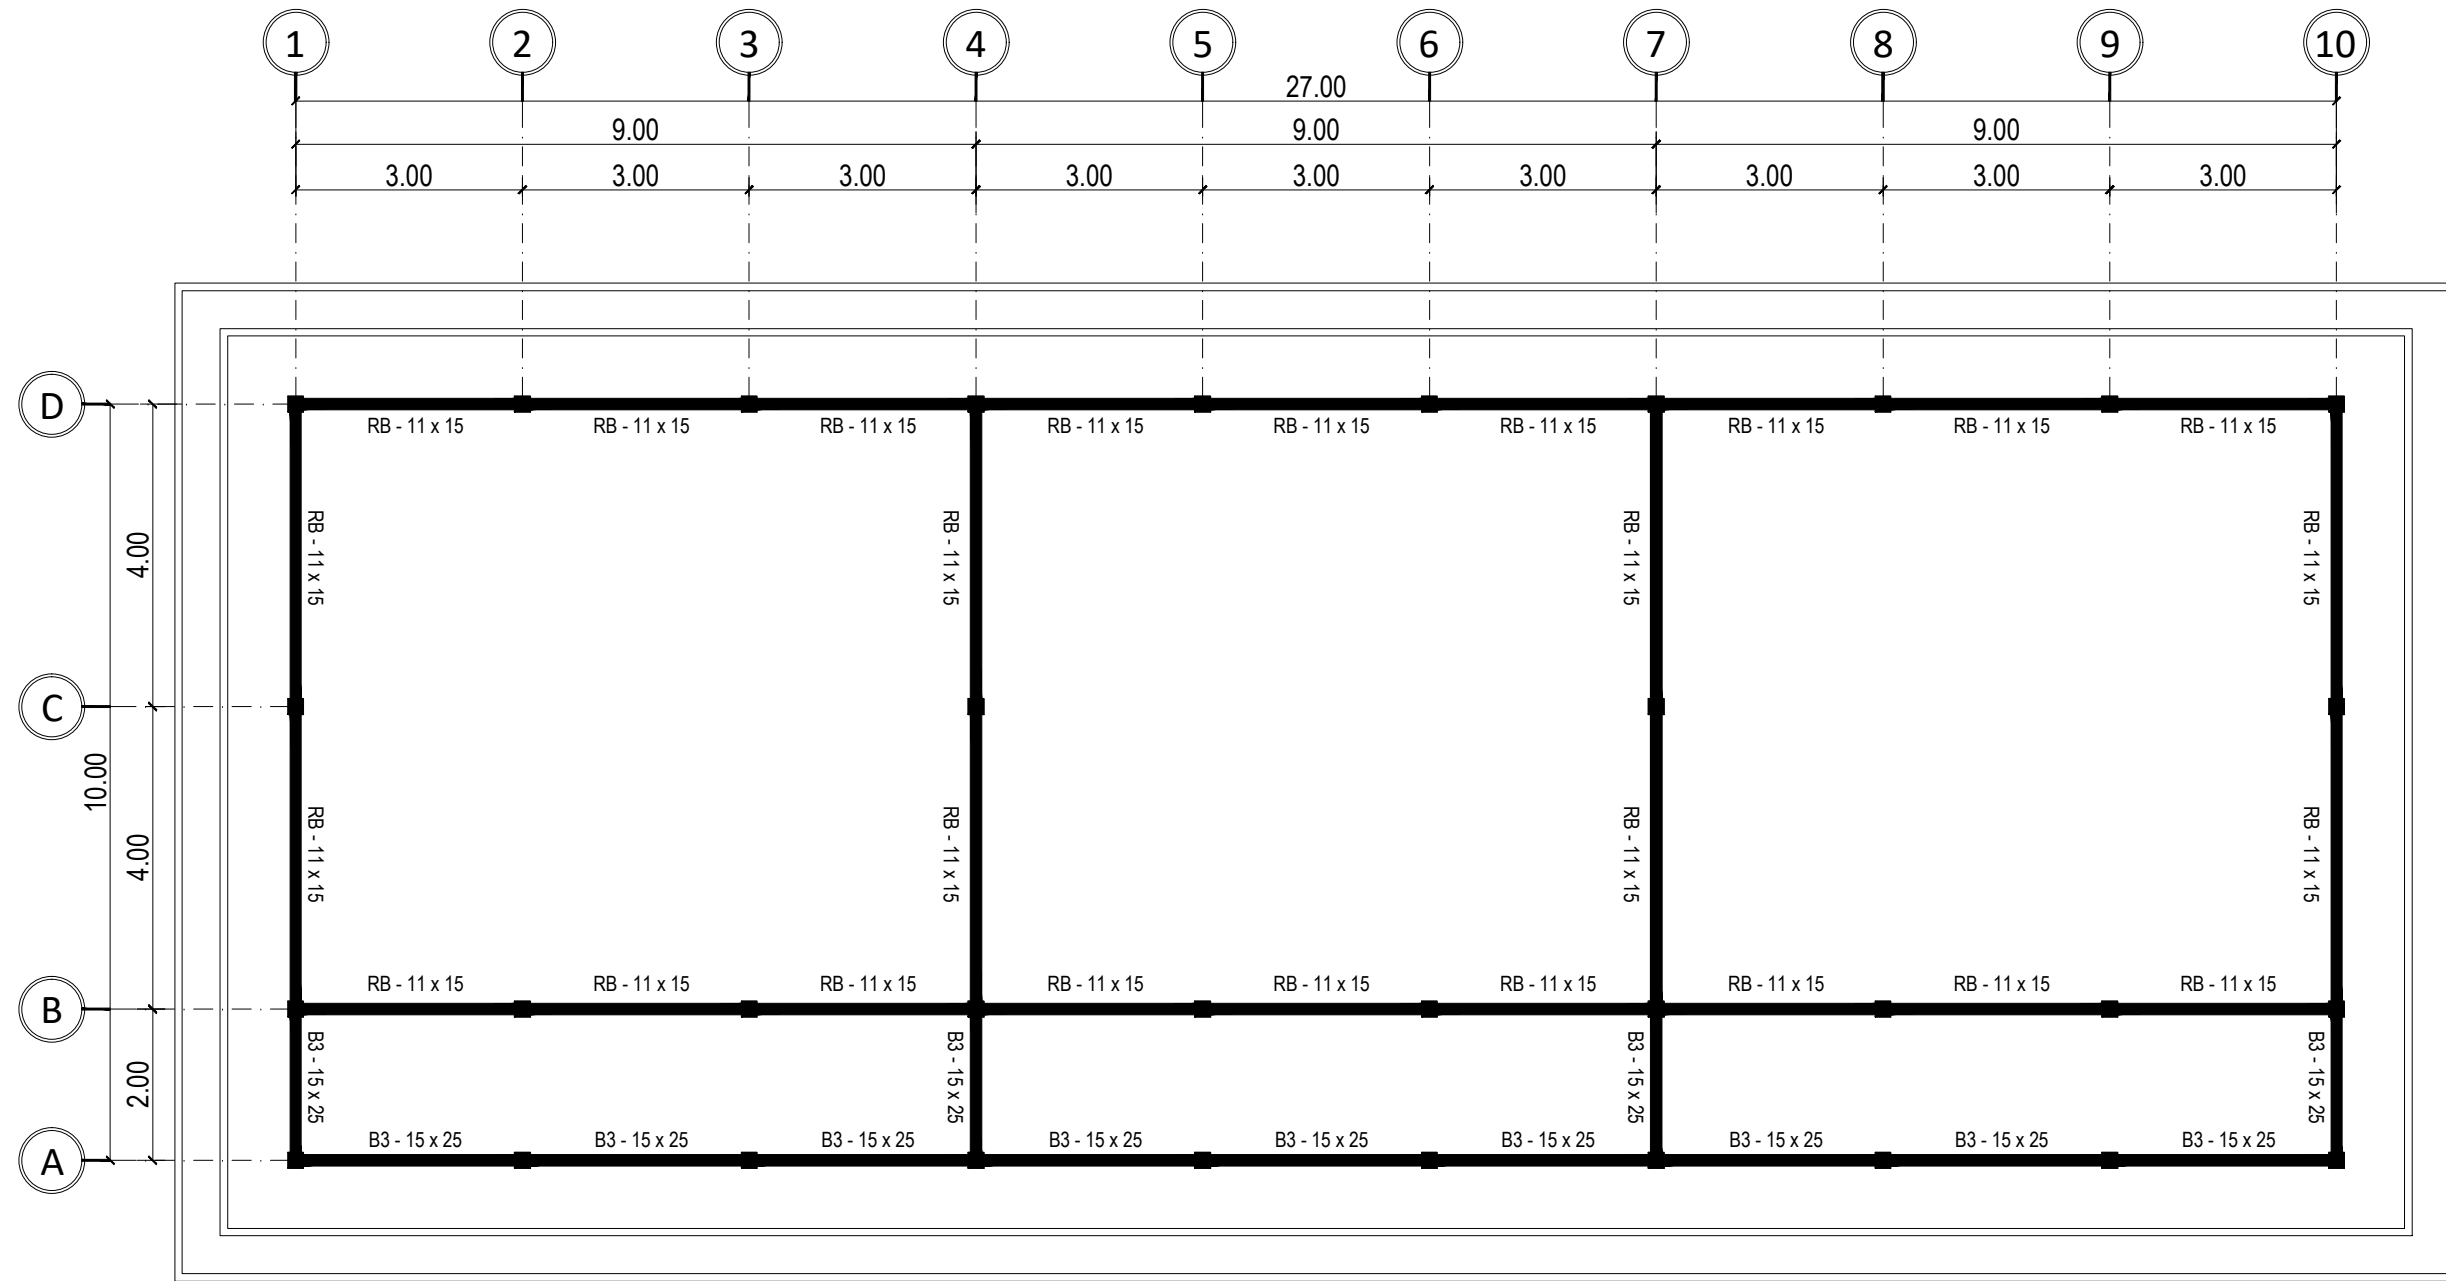 1 2 3 4 5 6 7 8 9 10
27.00
9.00 9.00 9.00
3.00 3.00 3.00 3.00 3.00 3.00 3.00 3.00 3.00
D
RB - 11 x 15 RB - 11 x 15 RB - 11 x 15 RB - 11 x 15 RB - 11 x 15 RB - 11 x 15 RB - 11 x 15 RB - 11 x 15 RB - 11 x 15
4.00
RB - 11 x 15 RB - 11 x 15 RB - 11 x 15 RB - 11 x 15
C
10.00
4.00
RB - 11 x 15 RB - 11 x 15 RB - 11 x 15 RB - 11 x 15
RB - 11 x 15 RB - 11 x 15 RB - 11 x 15 RB - 11 x 15 RB - 11 x 15 RB - 11 x 15 RB - 11 x 15 RB - 11 x 15 RB - 11 x 15
B
2.00
B3 - 15 x 25 B3 - 15 x 25 B3 - 15 x 25 B3 - 15 x 25
B3 - 15 x 25 B3 - 15 x 25 B3 - 15 x 25 B3 - 15 x 25 B3 - 15 x 25 B3 - 15 x 25 B3 - 15 x 25 B3 - 15 x 25 B3 - 15 x 25
A